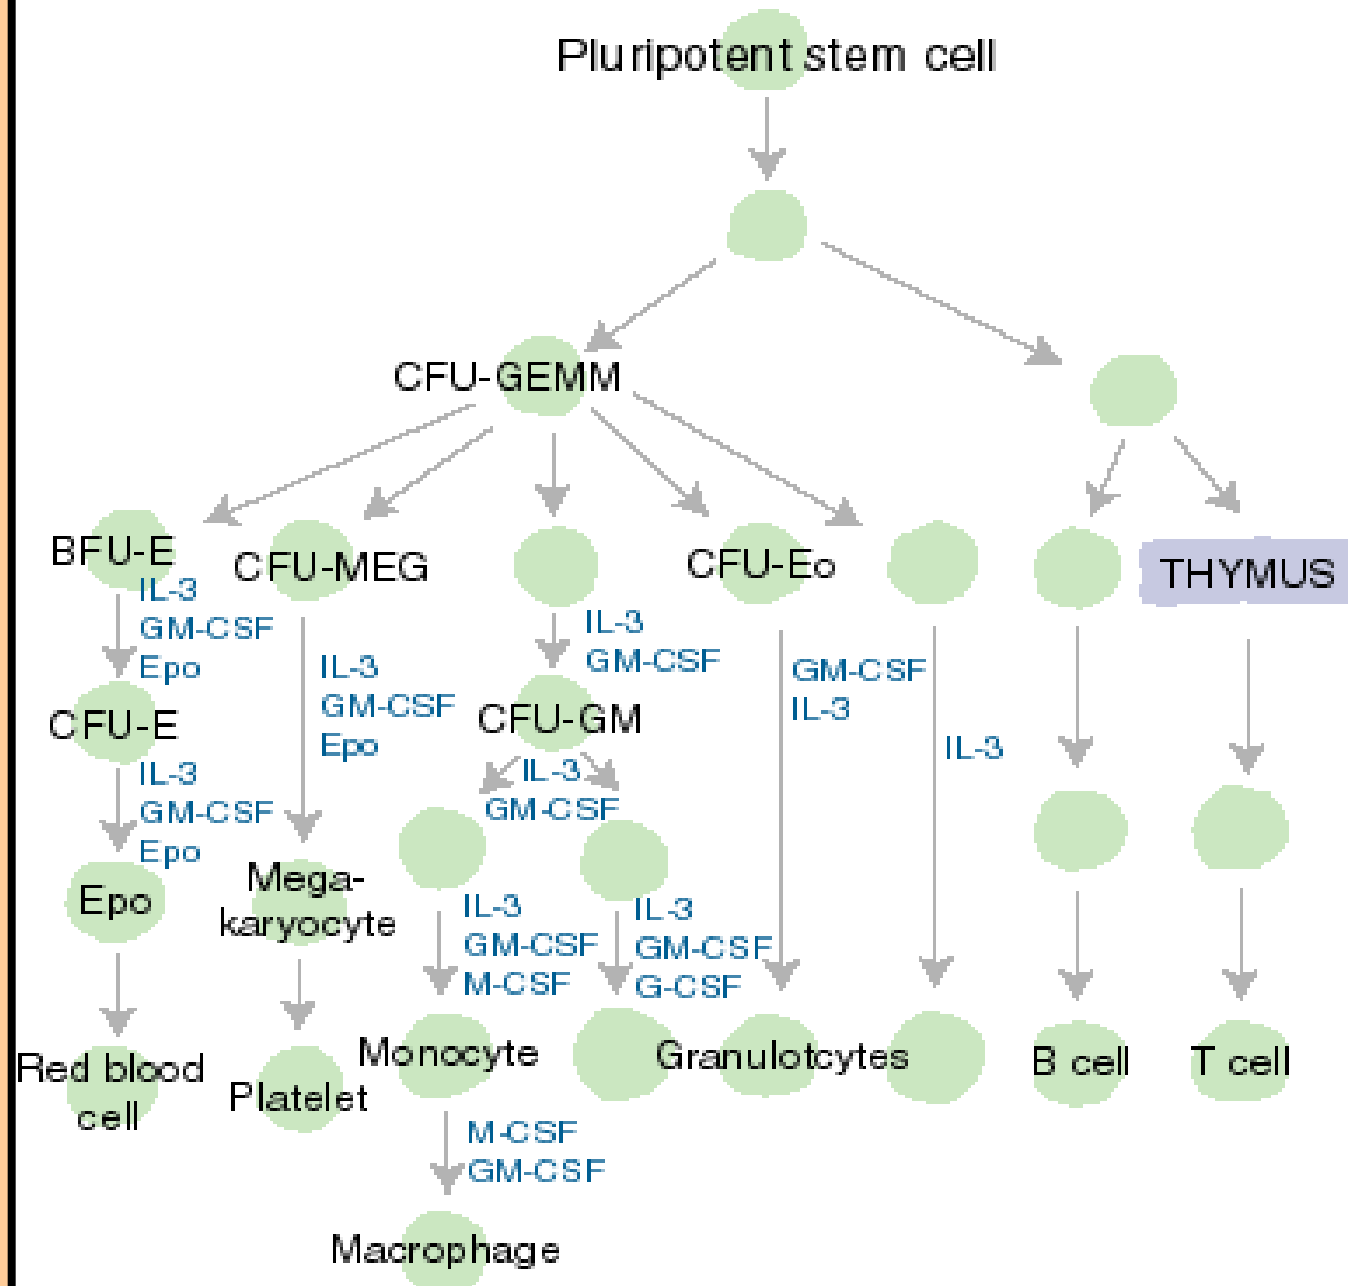 Pluripotent stem cell
CFU-GEMM
BFU-E
IL-3
GM-CSF
Epo
CFU-E
IL-3
GM-CSF
Epo
Epo
Red blood
cell
CFU-MEG
IL-3
GM-CSF
Epo
Mega-
karyocyte
Platelet
IL-3
GM-CSF
CFU-GM
IL-3
GM-CSF
IL-3
GM-CSF
M-CSF
Monocyte
M-CSF
GM-CSF
Macrophage
IL-3
GM-CSF
G-CSF
CFU-Eo
GM-CSF
IL-3
IL-3
Granulotcytes
THYMUS
B cell
T cell